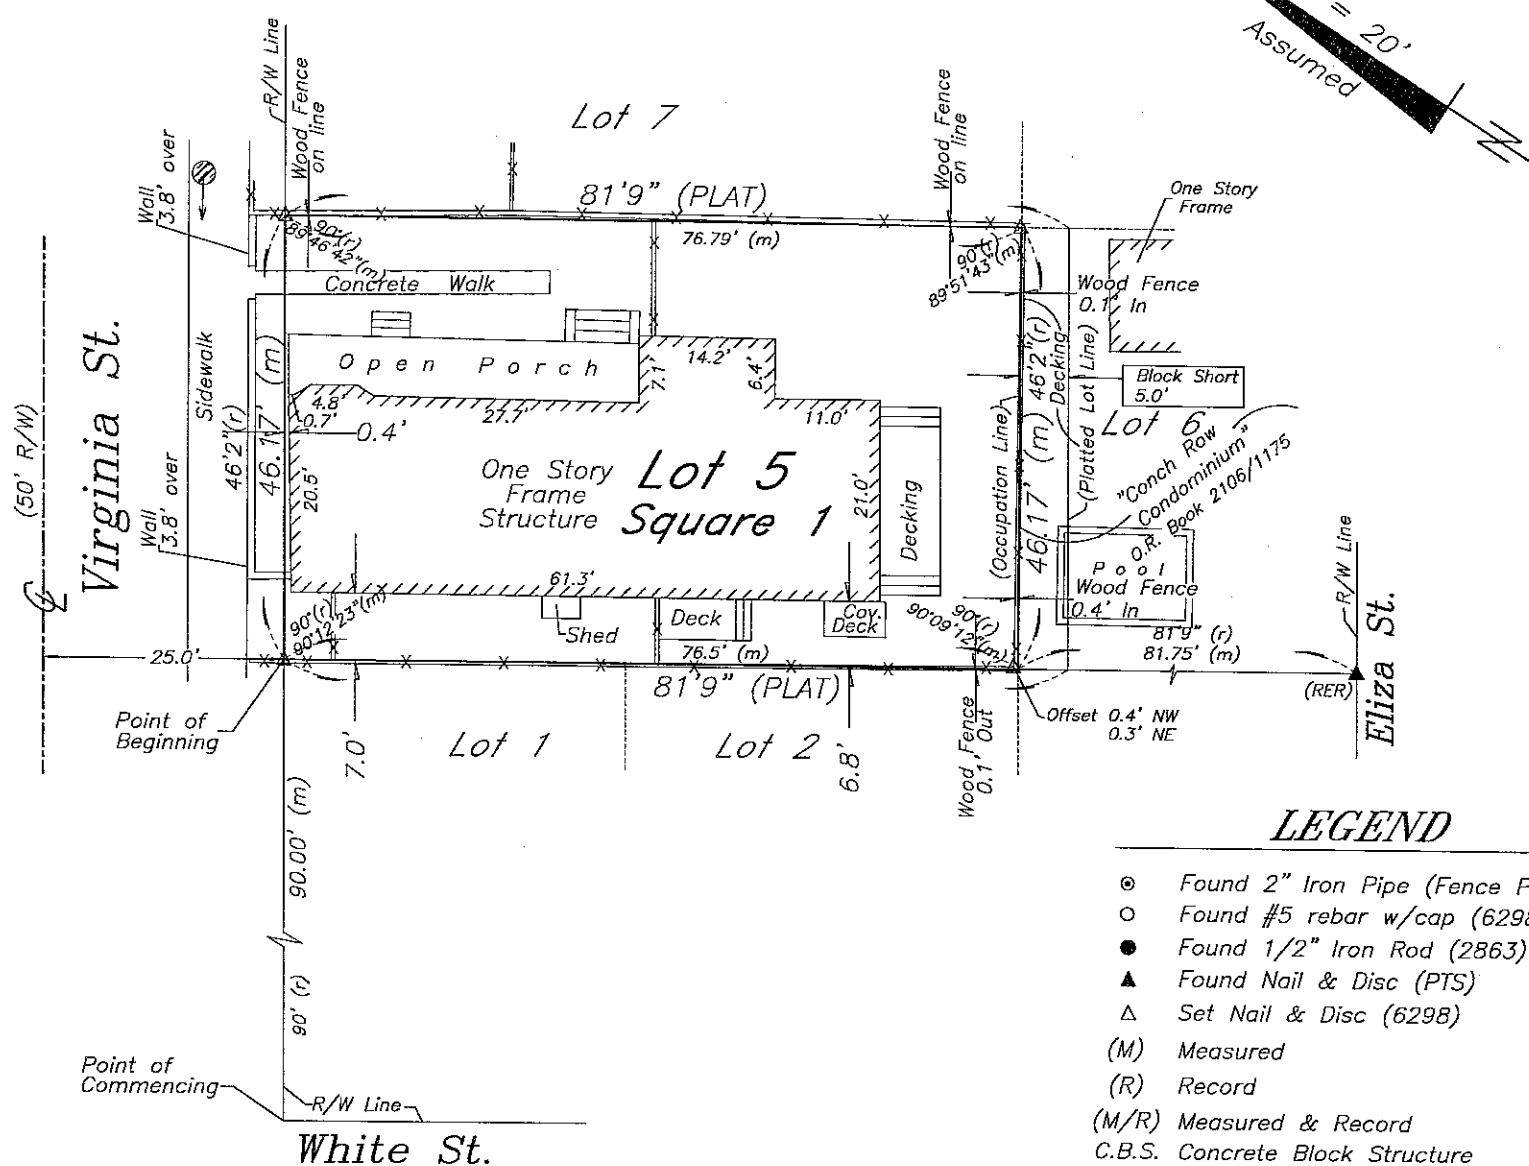 = 20'
Assumed
N
R/W Line
Wood Fence
on line
Lot 7
Wood Fence
on line
One Story
Frame
Wall
3.8' over
81'9" (PLAT)
76.79' (m)
90°(r)
89°46'42"(m)
90°(r)
89°51'43"(m)
Concrete Walk
Wood Fence
0.1' In
Virginia St.
(50' R/W)
Sidewalk
46'2"(r)
46.17' (m)
Open Porch
14.2'
7.1'
6.4'
4.8'
0.7'
27.7'
11.0'
0.4'
46'2"(r)
Decking
(Platted Lot Line)
Block Short
5.0'
Lot 6
"Conch Row
Condominium"
O.R. Book 2106/1175
One Story
Frame
Structure
Lot 5
Square 1
20.5'
21.0'
Decking
(Occupation Line)
46.17' (m)
Wall
3.8' over
61.3'
Pool
Wood Fence
0.4' In
R/W Line
90°(r)
90°12'23"(m)
Shed
Deck
Cov.
Deck
90°(r)
90°09'12"(m)
81'9" (r)
81.75' (m)
25.0'
76.5' (m)
81'9" (PLAT)
(RER)
Eliza St.
Point of
Beginning
7.0'
Lot 1
Lot 2
6.8'
Wood Fence
0.1' Out
Offset 0.4' NW
0.3' NE
90.00' (m)
90' (r)
Point of
Commencing
R/W Line
White St.
LEGEND
Found 2" Iron Pipe (Fence P
Found #5 rebar w/cap (6298
Found 1/2" Iron Rod (2863)
Found Nail & Disc (PTS)
Set Nail & Disc (6298)
(M) Measured
(R) Record
(M/R) Measured & Record
C.B.S. Concrete Block Structure